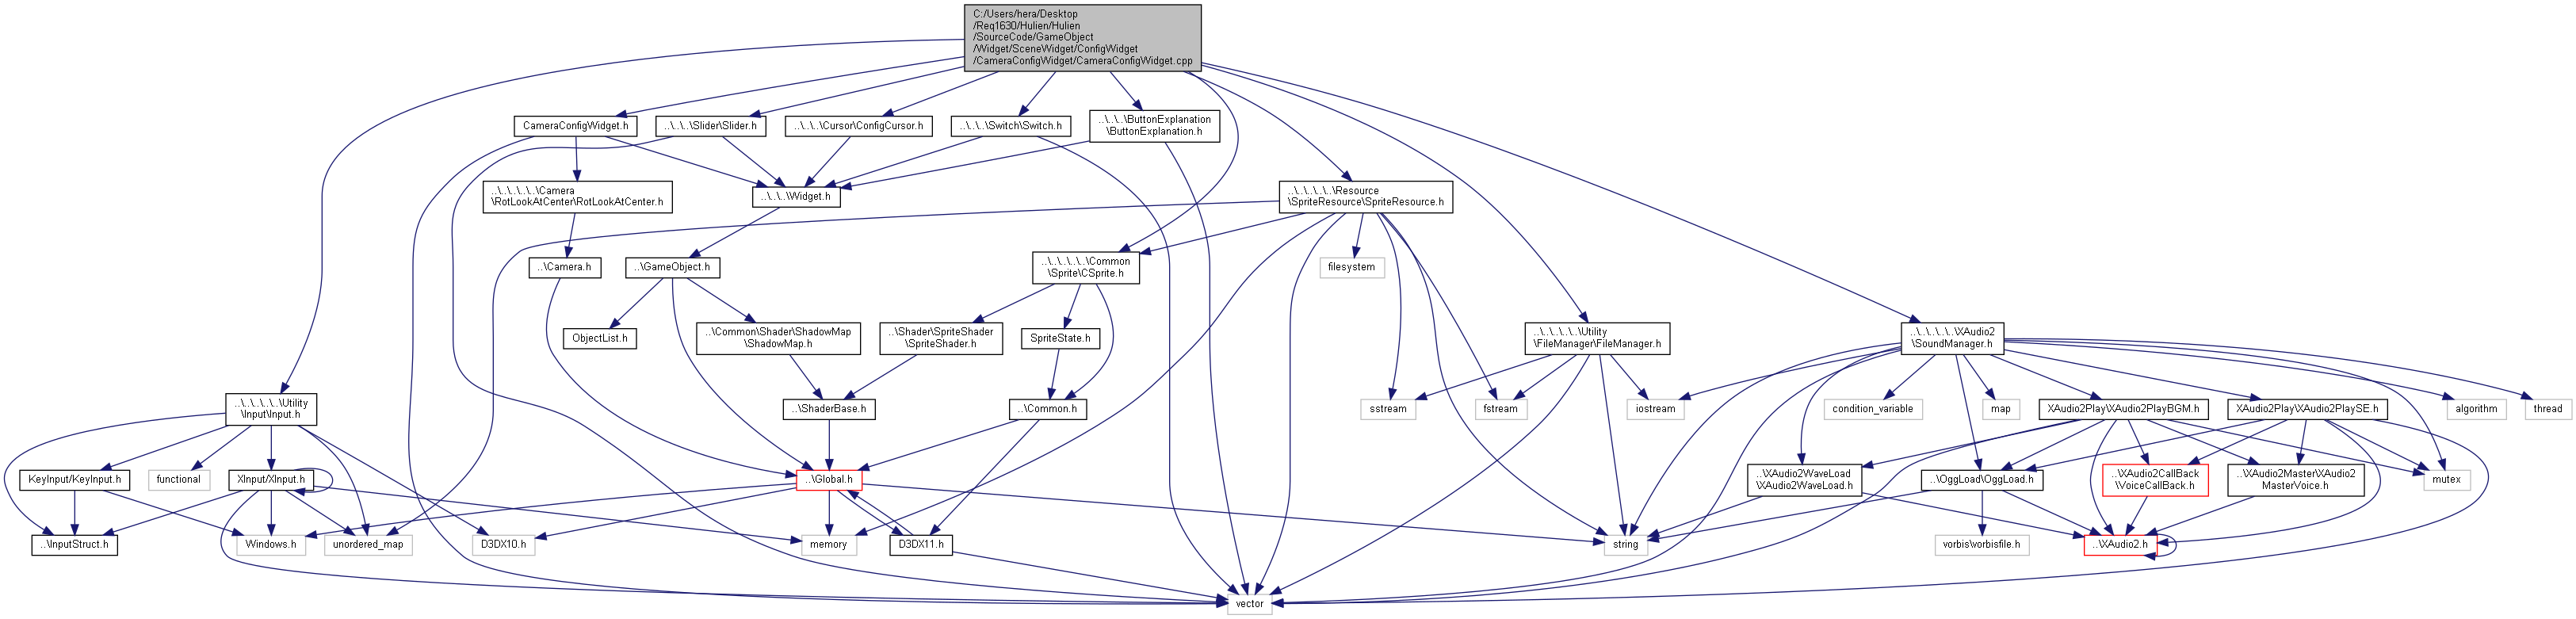 C:/Users/hera/Desktop
/Req1630/Hulien/Hulien
/SourceCode/GameObject
/Widget/SceneWidget/ConfigWidget
/CameraConfigWidget/CameraConfigWidget.cpp
CameraConfigWidget.h
..\..\..\Slider\Slider.h
..\..\..\Cursor\ConfigCursor.h
..\..\..\Switch\Switch.h
..\..\..\ButtonExplanation
\ButtonExplanation.h
..\..\..\..\..\Camera
\RotLookAtCenter\RotLookAtCenter.h
..\..\..\Widget.h
..\..\..\..\..\Resource
\SpriteResource\SpriteResource.h
..\Camera.h
..\GameObject.h
..\..\..\..\..\Common
\Sprite\CSprite.h
filesystem
ObjectList.h
..\Common\Shader\ShadowMap
\ShadowMap.h
..\Shader\SpriteShader
\SpriteShader.h
SpriteState.h
..\..\..\..\..\Utility
\FileManager\FileManager.h
..\..\..\..\..\XAudio2
\SoundManager.h
..\..\..\..\..\Utility
\Input\Input.h
..\ShaderBase.h
..\Common.h
sstream
fstream
iostream
condition_variable
map
XAudio2Play\XAudio2PlayBGM.h
XAudio2Play\XAudio2PlaySE.h
algorithm
thread
KeyInput/KeyInput.h
functional
XInput/XInput.h
..\Global.h
..\XAudio2WaveLoad
\XAudio2WaveLoad.h
..\OggLoad\OggLoad.h
..\XAudio2CallBack
\VoiceCallBack.h
..\XAudio2Master\XAudio2
MasterVoice.h
mutex
..\InputStruct.h
Windows.h
unordered_map
D3DX10.h
memory
D3DX11.h
string
vorbis\vorbisfile.h
..\XAudio2.h
vector